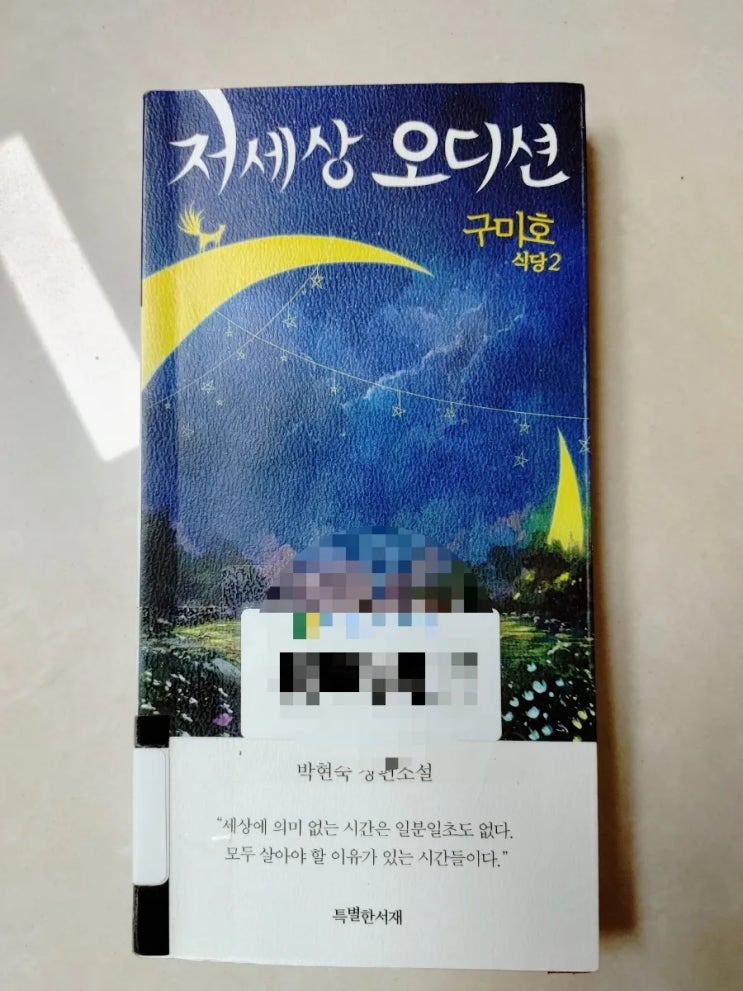 저세상 오디션
구미호
식당2
박현숙
"세상에 의미 없는 시간은 일분일초도 없다.
모두 살아야 할 이유가 있는 시간들이다."
특별한서재